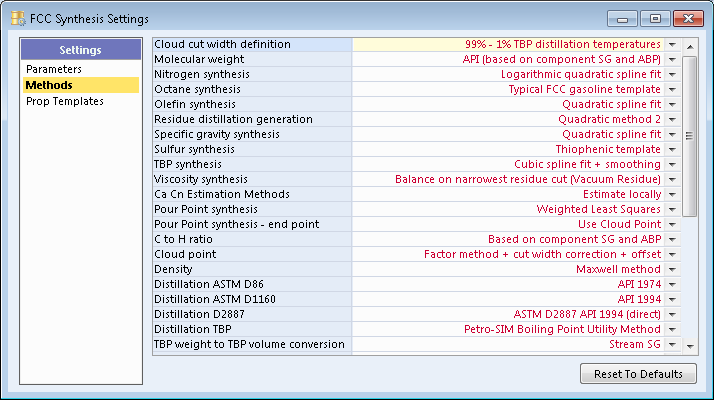 FCC Synthesis Settings
Settings
Parameters
Methods
Prop Templates
Cloud cut width definition 99% - 1% TBP distillation temperatures
Molecular weight API (based on component SG and ABP)
Nitrogen synthesis Logarithmic quadratic spline fit
Octane synthesis Typical FCC gasoline template
Olefin synthesis Quadratic spline fit
Residue distillation generation Quadratic method 2
Specific gravity synthesis Quadratic spline fit
Sulfur synthesis Thiophenic template
TBP synthesis Cubic spline fit + smoothing
Viscosity synthesis Balance on narrowest residue cut (Vacuum Residue)
Ca Cn Estimation Methods Estimate locally
Pour Point synthesis Weighted Least Squares
Pour Point synthesis - end point Use Cloud Point
C to H ratio Based on component SG and ABP
Cloud point Factor method + cut width correction + offset
Density Maxwell method
Distillation ASTM D86 API 1974
Distillation ASTM D1160 API 1994
Distillation D2887 ASTM D2887 API 1994 (direct)
Distillation TBP Petro-SIM Boiling Point Utility Method
TBP weight to TBP volume conversion Stream SG
Reset To Defaults